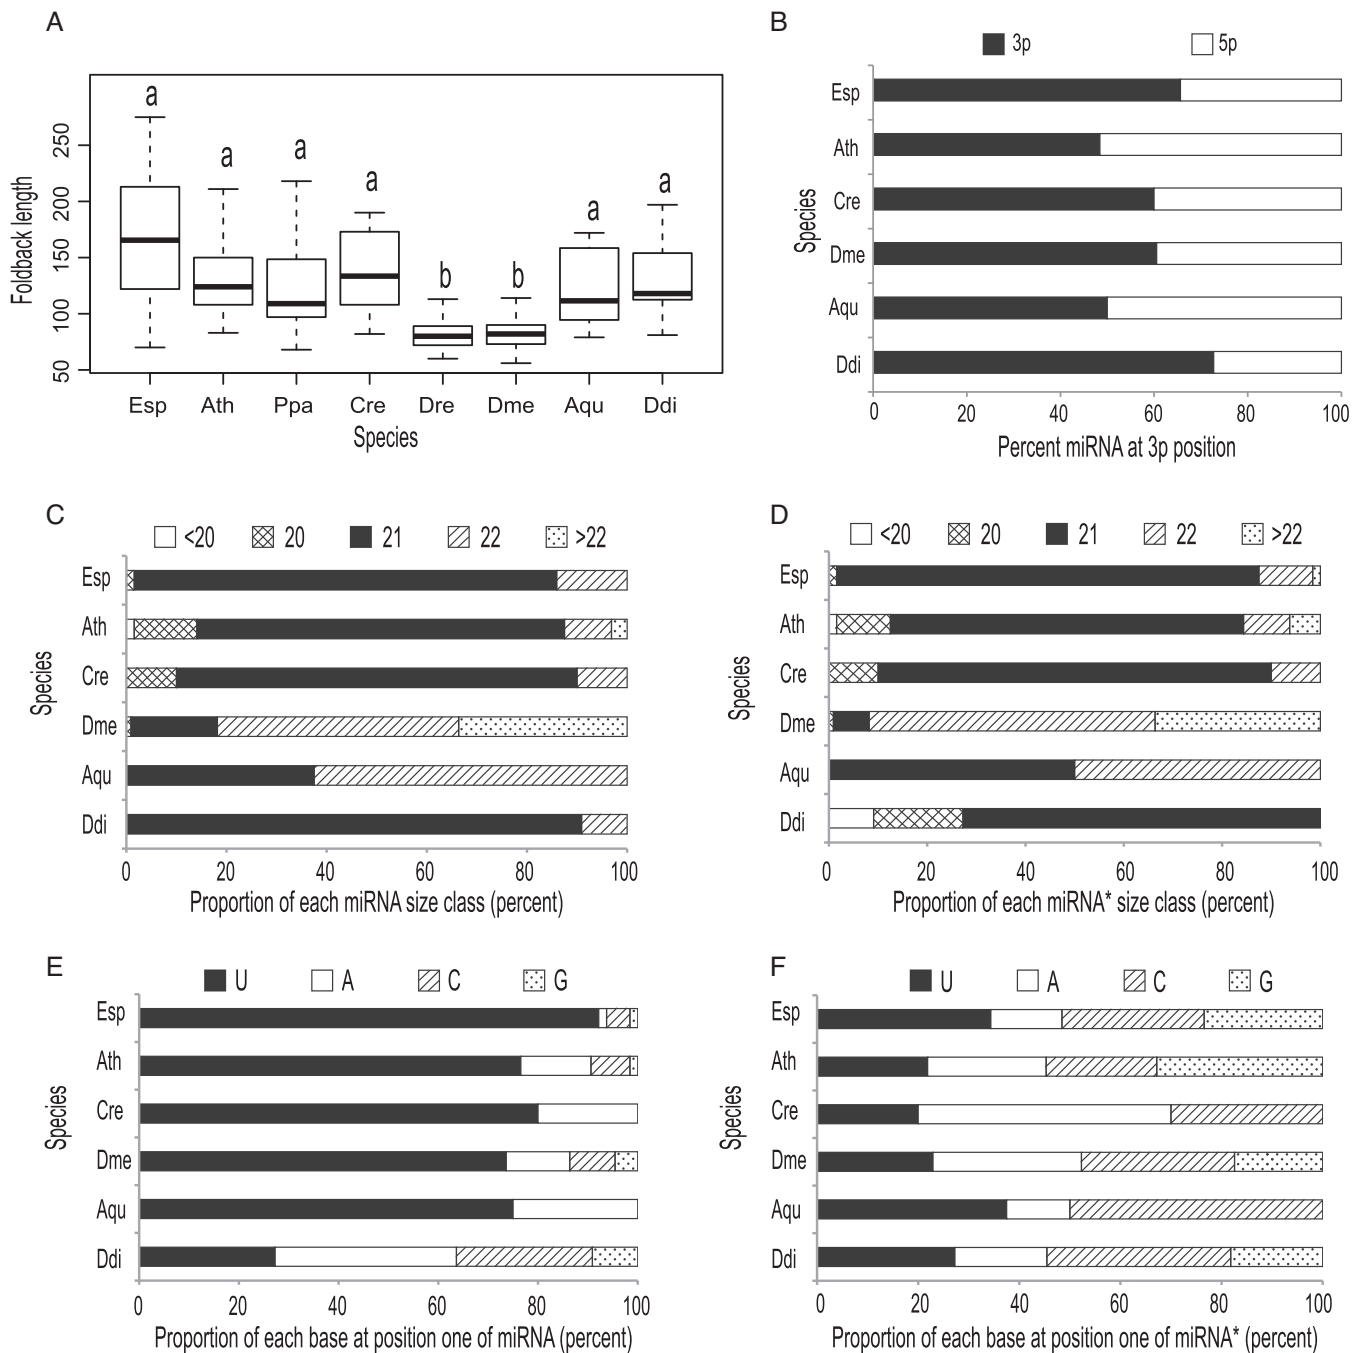 A
a
a
a
a
b
b
a
a
250
200
150
100
50
Foldback length
Esp Ath Ppa Cre Dre Dme Aqu Ddi
Species
B
3p 5p
Esp
Ath
Cre
Dme
Aqu
Ddi
Species
0 20 40 60 80 100
Percent miRNA at 3p position
C
<20 20 21 22 >22
Esp
Ath
Cre
Dme
Aqu
Ddi
Species
0 20 40 60 80 100
Proportion of each miRNA size class (percent)
D
<20 20 21 22 >22
Esp
Ath
Cre
Dme
Aqu
Ddi
Species
0 20 40 60 80 100
Proportion of each miRNA* size class (percent)
E
U A C G
Esp
Ath
Cre
Dme
Aqu
Ddi
Species
0 20 40 60 80 100
Proportion of each base at position one of miRNA (percent)
F
U A C G
Esp
Ath
Cre
Dme
Aqu
Ddi
Species
0 20 40 60 80 100
Proportion of each base at position one of miRNA* (percent)